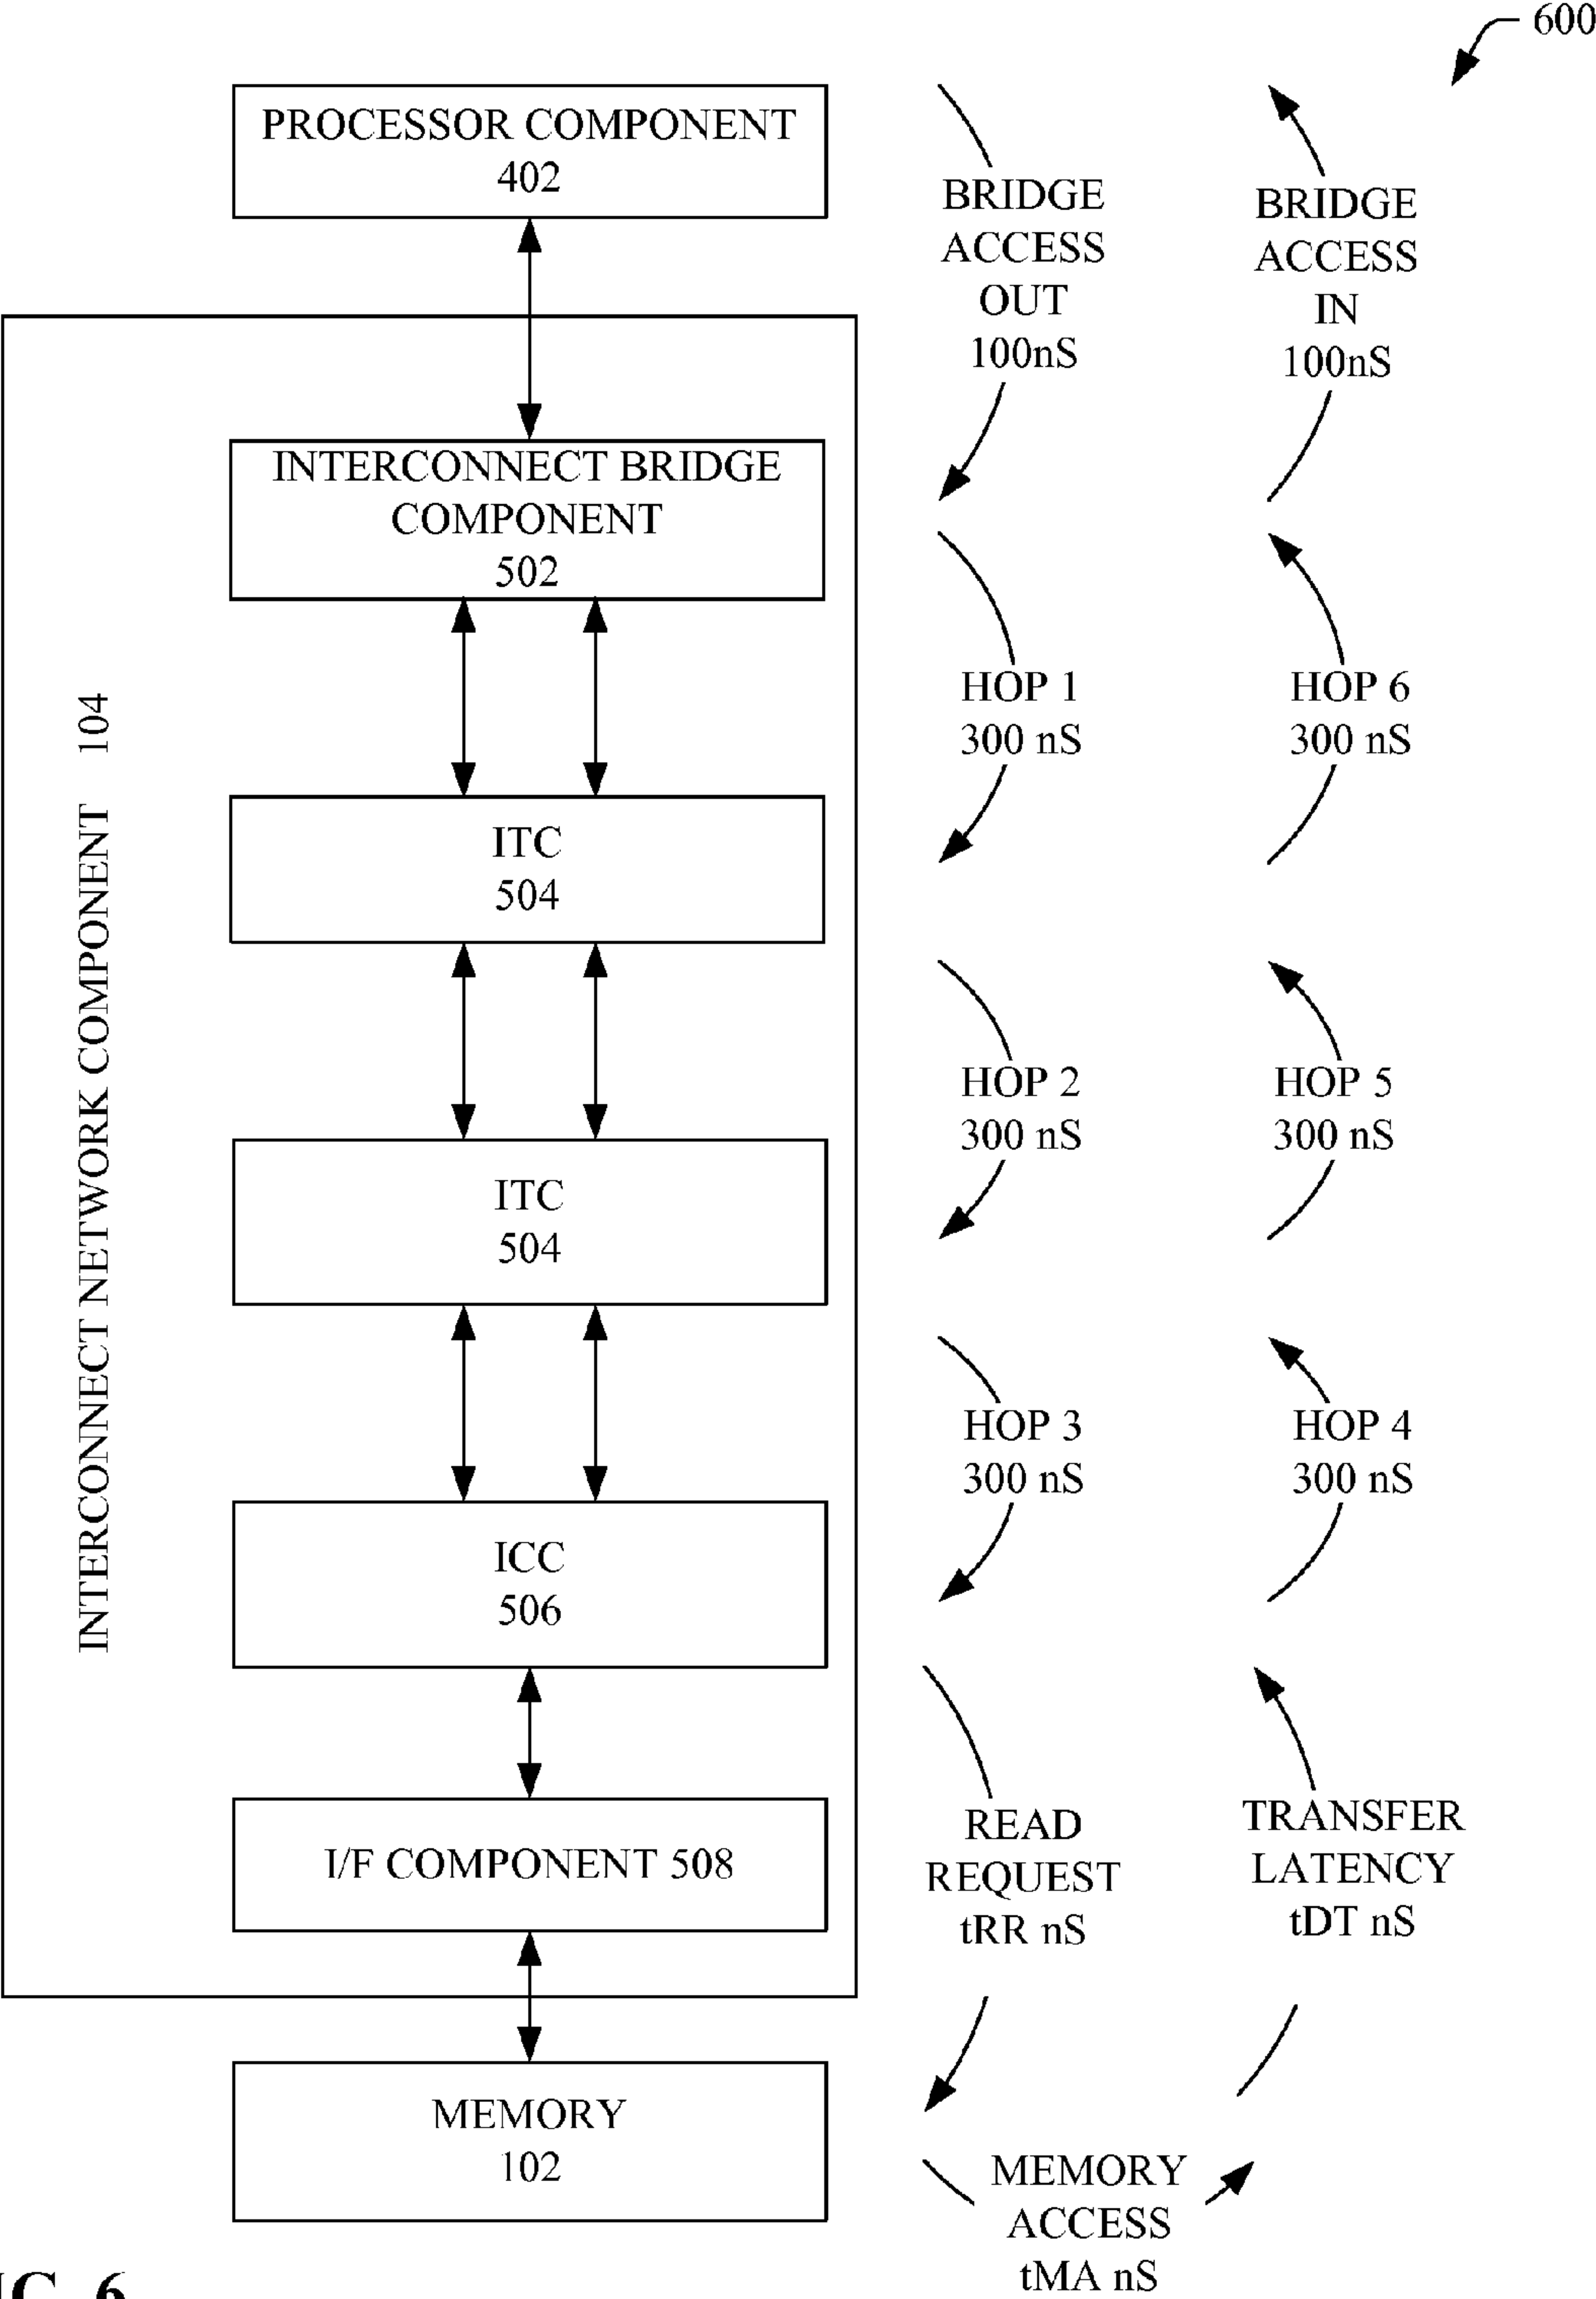 600
PROCESSOR COMPONENT
402
BRIDGE
ACCESS
OUT
100nS
BRIDGE
ACCESS
IN
100nS
INTERCONNECT BRIDGE
COMPONENT
502
HOP 1
300 nS
HOP 6
300 nS
INTERCONNECT NETWORK COMPONENT 104
ITC
504
HOP 2
300 nS
HOP 5
300 nS
ITC
504
HOP 3
300 nS
HOP 4
300 nS
ICC
506
READ
REQUEST
tRR nS
TRANSFER
LATENCY
tDT nS
I/F COMPONENT 508
MEMORY
102
MEMORY
ACCESS
tMA nS
6